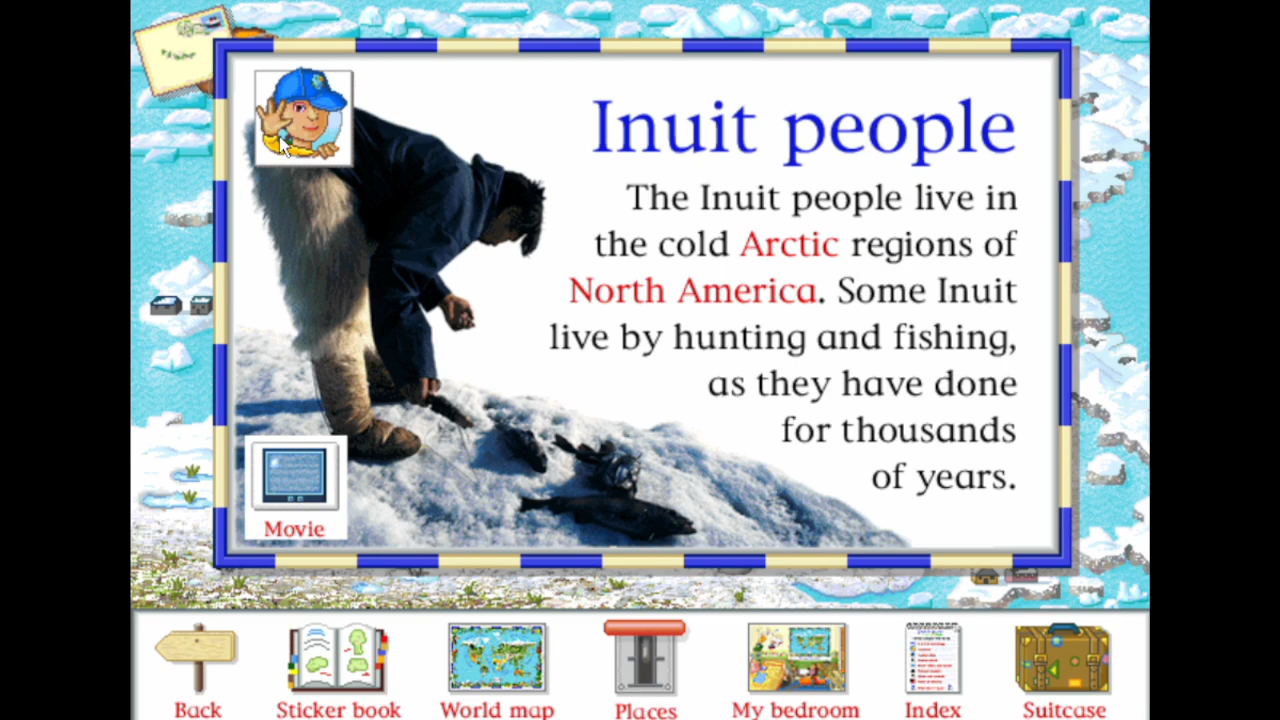 Inuit people
The Inuit people live in
the cold Arctic regions of
North America. Some Inuit
live by hunting and fishing,
as they have done
for thousands
of years.
Movie
Back
Sticker book
World map
Places
My bedroom
Index
Suitcase